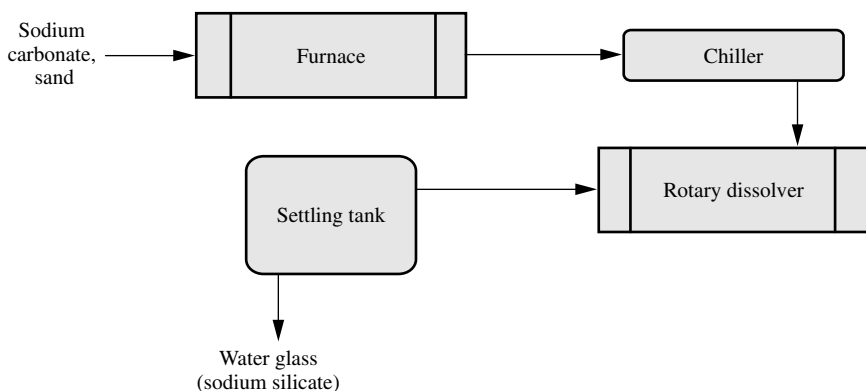 Sodium
carbonate,
sand
Furnace
Chiller
Rotary dissolver
Settling tank
Water glass
(sodium silicate)